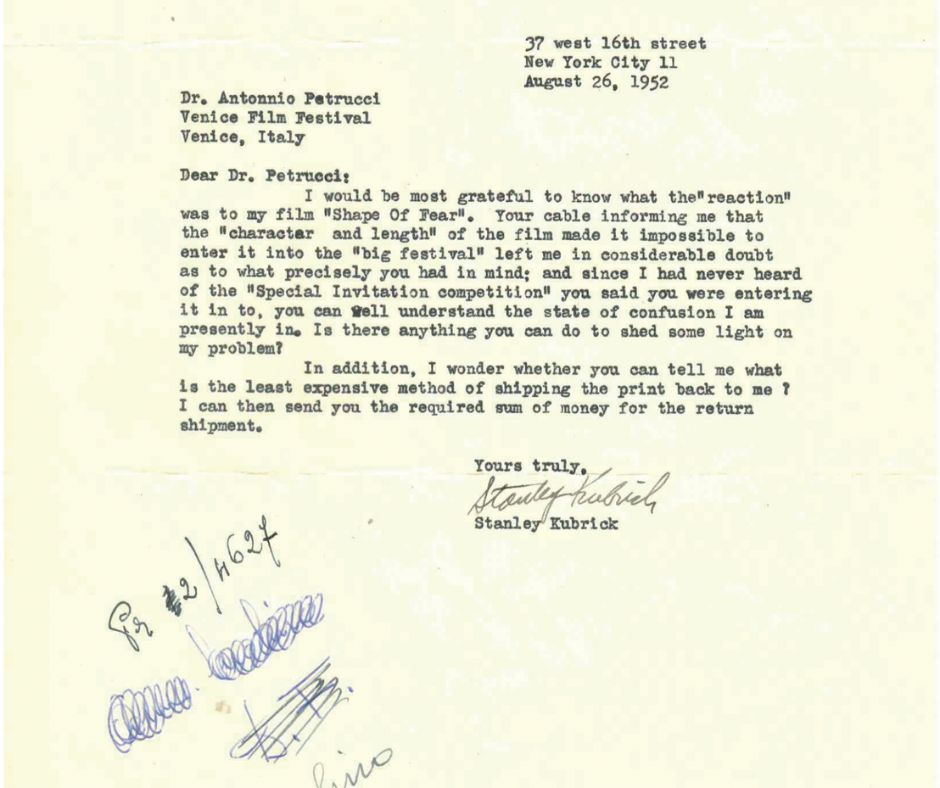 37 west 16th street
New York City 11
August 26, 1952
Dr. Antonnio Petrucci
Venice Film Festival
Venice, Italy
Dear Dr. Petrucci:
I would be most grateful to know what the"reaction"
was to my film "Shape Of Fear". Your cable informing me that
the "character and length" of the film made it impossible to
enter it into the "big festival" left me in considerable doubt
as to what precisely you had in mind; and since I had never heard
of the "Special Invitation competition" you said you were entering
it in to, you can well understand the state of confusion I am
presently in. Is there anything you can do to shed some light on
my problem?
In addition, I wonder whether you can tell me what
is the least expensive method of shipping the print back to me ?
I can then send you the required sum of money for the return
shipment.
Yours truly,
Stanley Kubrick
Stanley Kubrick